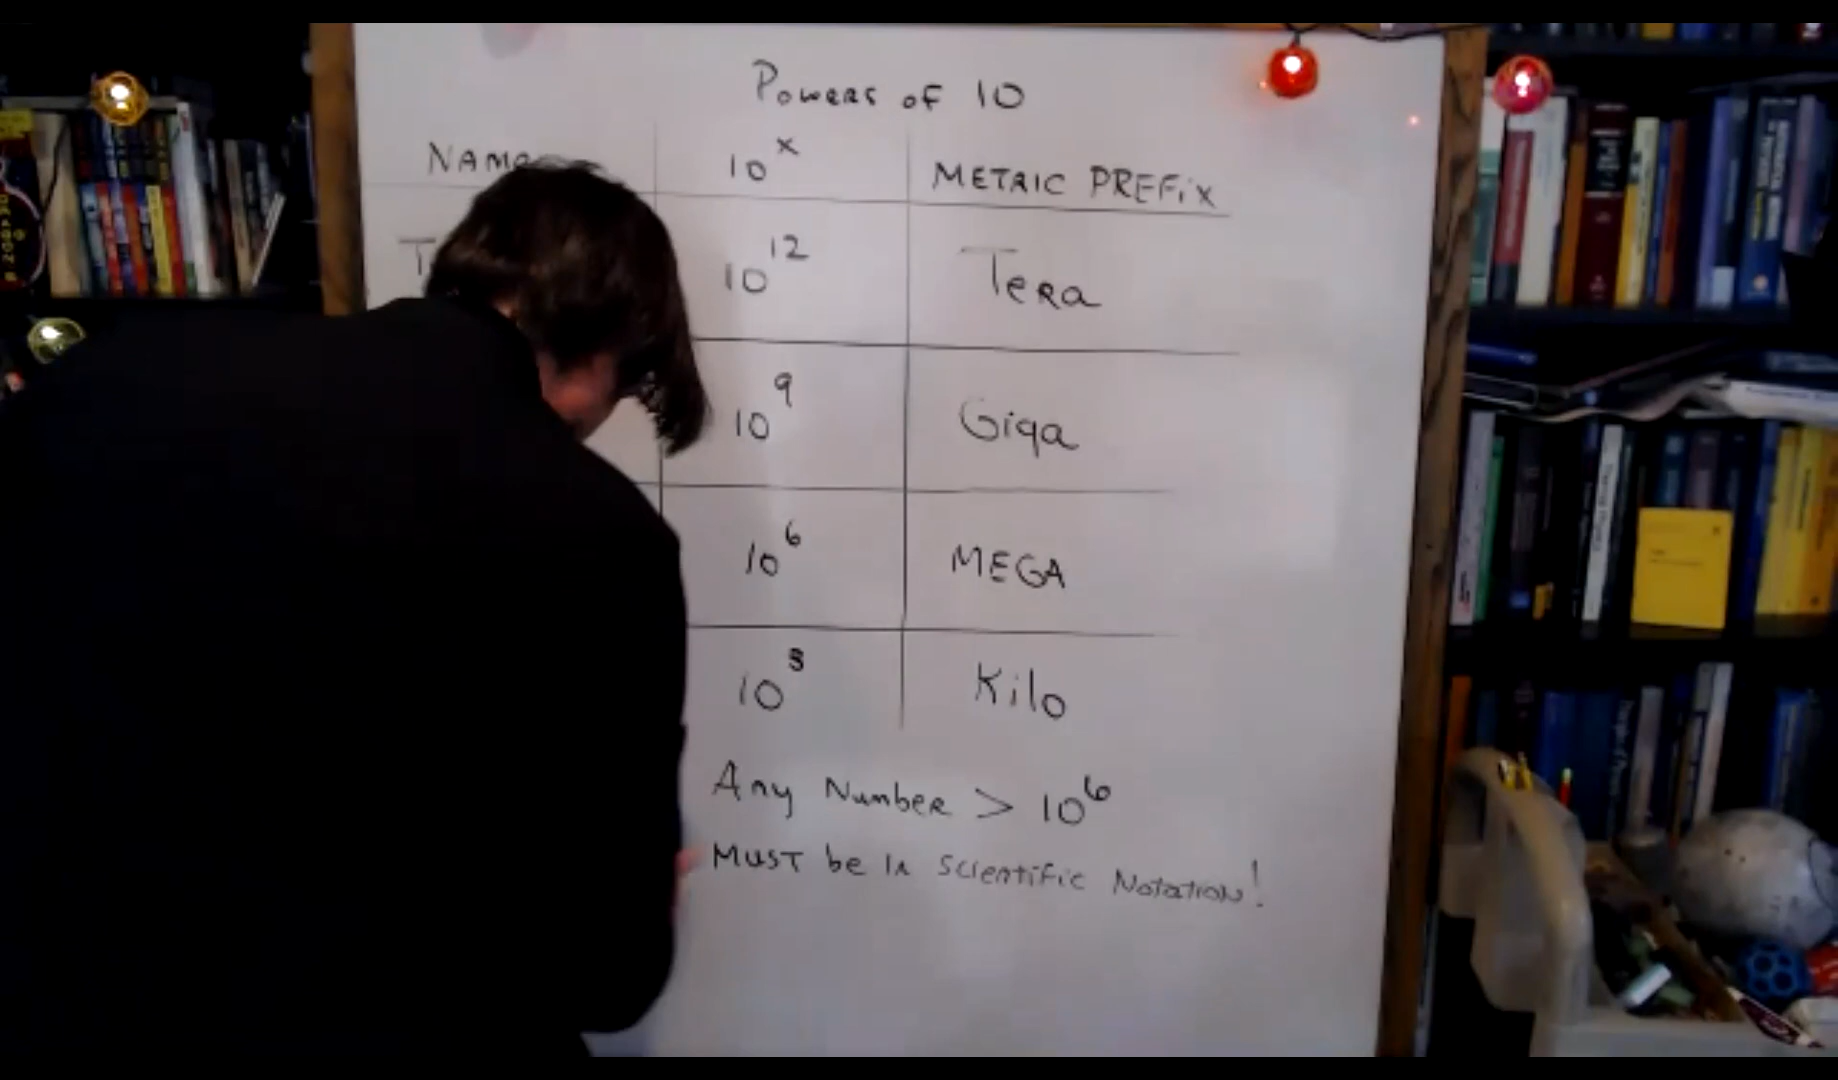 Powers of 10
NAME 10^x METRIC PREFIX
10^12 Tera
10^9 Giga
10^6 MEGA
10^3 Kilo
Any Number > 10^6
MUST be In Scientific Notation!